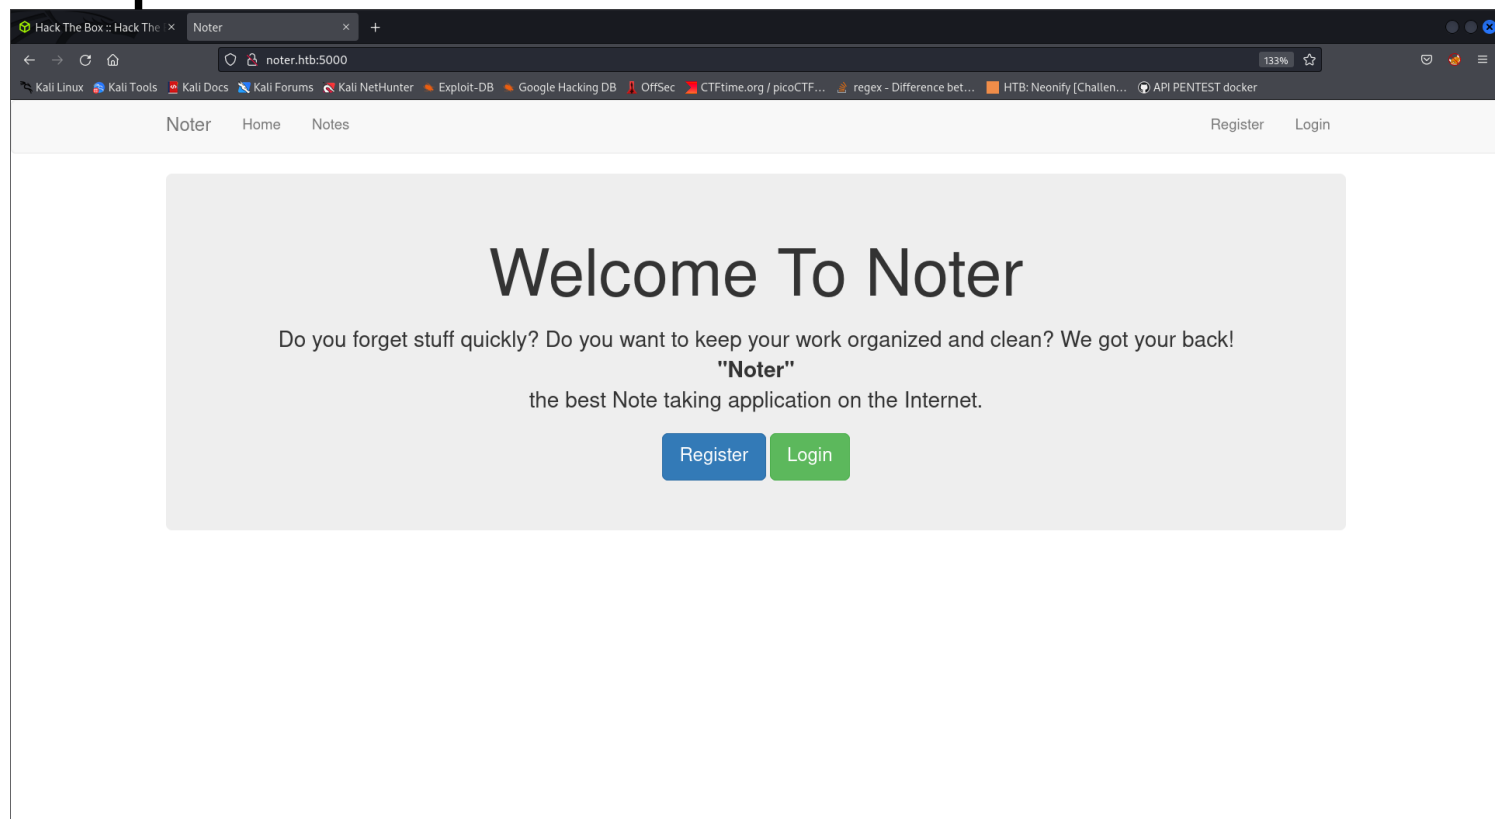 Hack The Box :: Hack The
Noter
noter.htb:5000
133%
Kali Linux Kali Tools Kali Docs Kali Forums Kali NetHunter Exploit-DB Google Hacking DB OffSec CTFtime.org / picoCTF... regex - Difference bet... HTB: Neonify [Challen... API PENTEST docker
Noter Home Notes Register Login
Welcome To Noter
Do you forget stuff quickly? Do you want to keep your work organized and clean? We got your back!
"Noter"
the best Note taking application on the Internet.
Register Login